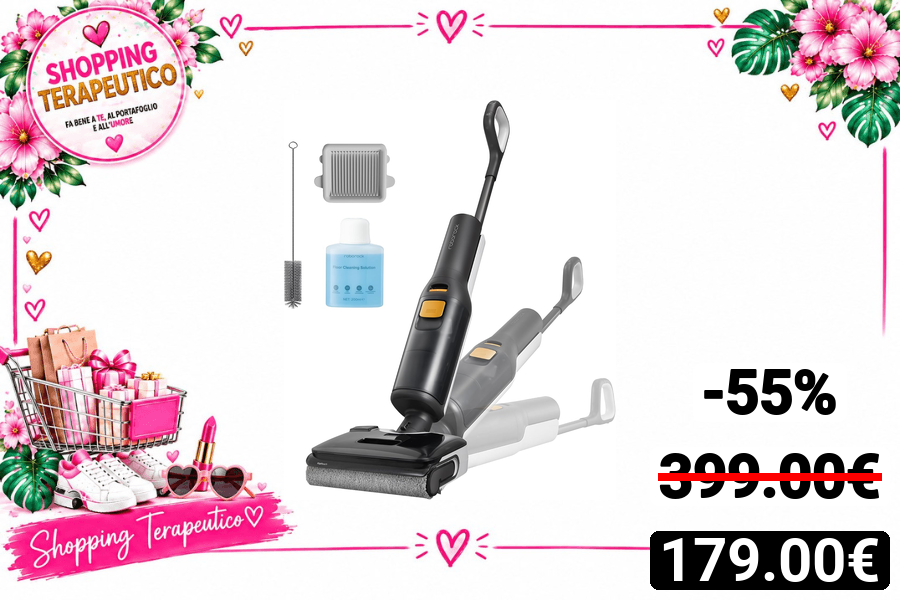 SHOPPING
TERAPEUTICO
FA BENE A TE, AL PORTAFOGLIO
E ALL'UMORE
-55%
399.00€
179.00€
Shopping Terapeutico